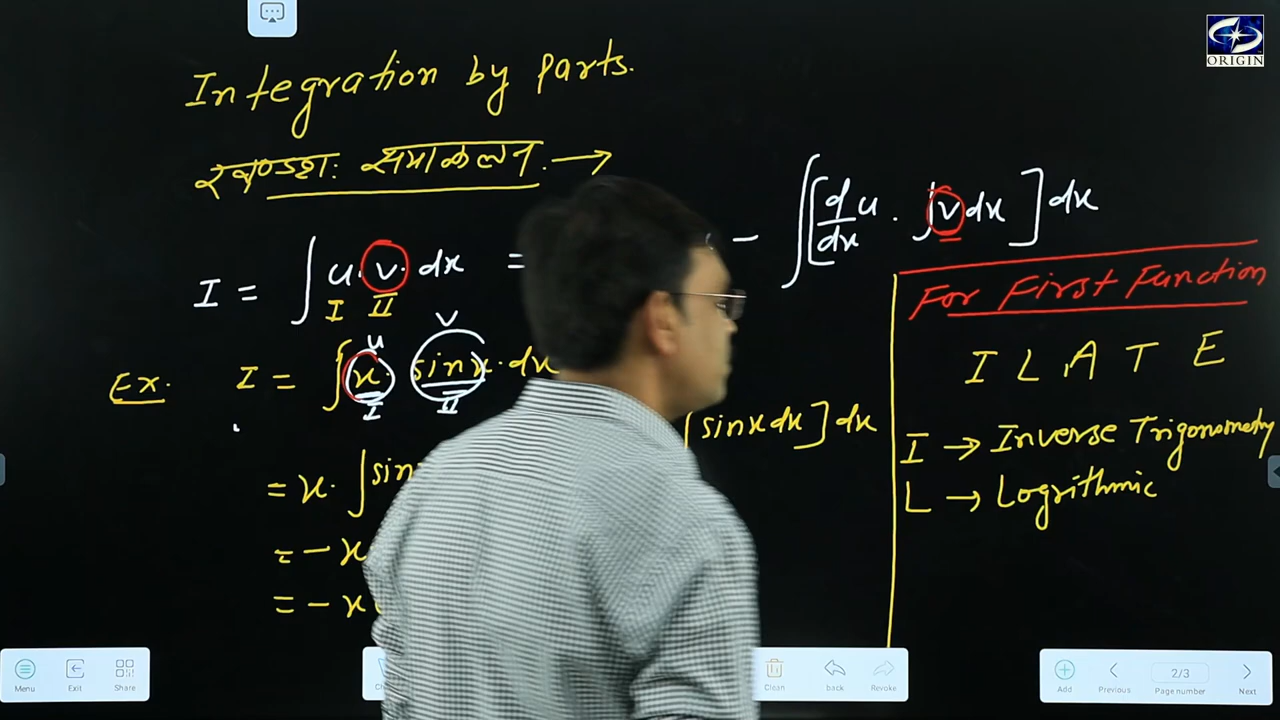 ORIGIN
Integration by parts.
खण्डशः समाकलन. →
I = ∫ u. v. dx = - ∫[d/dx u . ∫v dx] dx
I II
For First Function
v
u
I L A T E
Ex. I = ∫ x sinx . dx
I II
sinx dx] dx
I → Inverse Trigonometry
= x. ∫ sin
L → Logrithmic
= - x
= - x
Menu Exit Share Clean back Revoke Add Previous 2/3 Page number Next